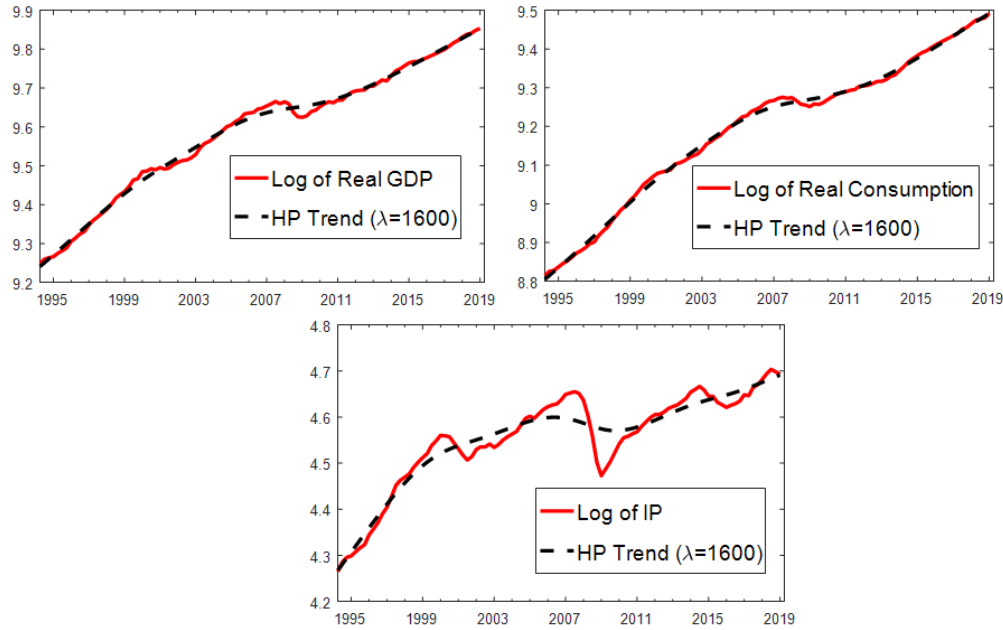 9.9
9.8
9.7
9.6
9.5
9.4
9.3
9.2
1995 1999 2003 2007 2011 2015 2019
Log of Real GDP
HP Trend (λ=1600)
9.5
9.4
9.3
9.2
9.1
9
8.9
8.8
1995 1999 2003 2007 2011 2015 2019
Log of Real Consumption
HP Trend (λ=1600)
4.8
4.7
4.6
4.5
4.4
4.3
4.2
1995 1999 2003 2007 2011 2015 2019
Log of IP
HP Trend (λ=1600)